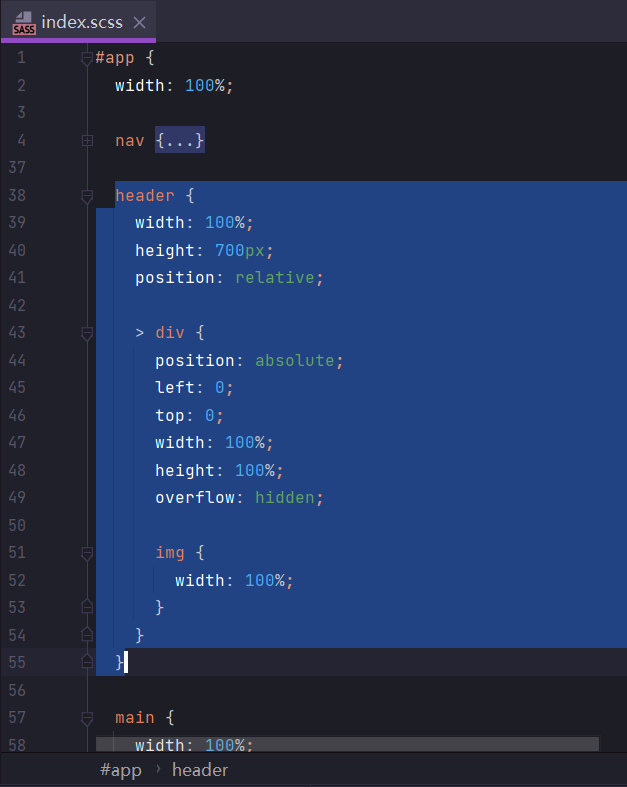 index.scss
SASS
1 #app {
2 width: 100%;
3
4 nav {...}
37
38 header {
39 width: 100%;
40 height: 700px;
41 position: relative;
42
43 > div {
44 position: absolute;
45 left: 0;
46 top: 0;
47 width: 100%;
48 height: 100%;
49 overflow: hidden;
50
51 img {
52 width: 100%;
53 }
54 }
55 }
56
57 main {
58 width: 100%;
#app › header